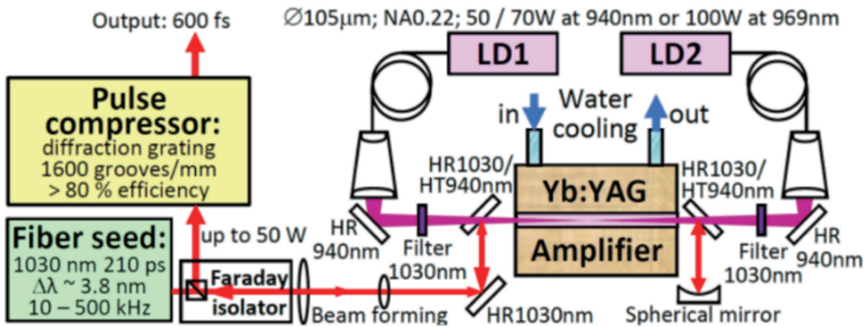 Output: 600 fs
∅105μm; NA0.22; 50 / 70W at 940nm or 100W at 969nm
LD1
LD2
Pulse
compressor:
diffraction grating
1600 grooves/mm
> 80 % efficiency
in
Water
cooling
out
HR1030/
HT940nm
HR1030/
HT940nm
Yb:YAG
Amplifier
HR
940nm
Filter
1030nm
Filter
1030nm
HR
940nm
up to 50 W
Fiber seed:
1030 nm 210 ps
Δλ ~ 3.8 nm
10 – 500 kHz
Faraday
isolator
Beam forming
HR1030nm
Spherical mirror